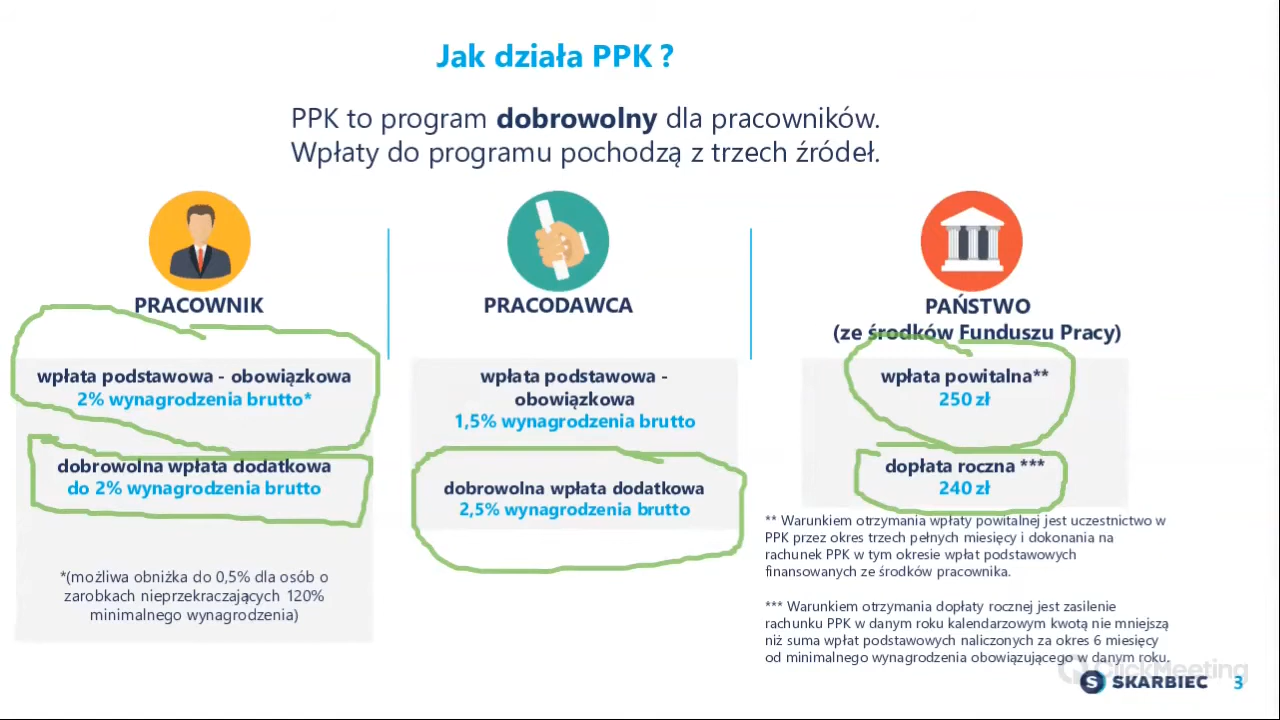 Jak działa PPK ?
PPK to program dobrowolny dla pracowników.
Wpłaty do programu pochodzą z trzech źródeł.
PRACOWNIK
wpłata podstawowa - obowiązkowa
2% wynagrodzenia brutto*
dobrowolna wpłata dodatkowa
do 2% wynagrodzenia brutto
*(możliwa obniżka do 0,5% dla osób o
zarobkach nieprzekraczających 120%
minimalnego wynagrodzenia)
PRACODAWCA
wpłata podstawowa -
obowiązkowa
1,5% wynagrodzenia brutto
dobrowolna wpłata dodatkowa
2,5% wynagrodzenia brutto
PAŃSTWO
(ze środków Funduszu Pracy)
wpłata powitalna**
250 zł
dopłata roczna ***
240 zł
** Warunkiem otrzymania wpłaty powitalnej jest uczestnictwo w
PPK przez okres trzech pełnych miesięcy i dokonania na
rachunek PPK w tym okresie wpłat podstawowych
finansowanych ze środków pracownika.
*** Warunkiem otrzymania dopłaty rocznej jest zasilenie
rachunku PPK w danym roku kalendarzowym kwotą nie mniejszą
niż suma wpłat podstawowych naliczonych za okres 6 miesięcy
od minimalnego wynagrodzenia obowiązującego w danym roku.
ClickMeeting
S SKARBIEC 3